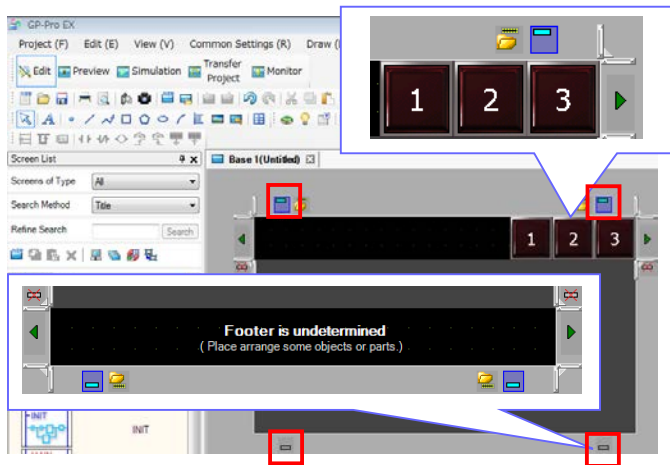 GP-Pro EX
Project (F) Edit (E) View (V) Common Settings (R) Draw (
Edit Preview Simulation Transfer Project Monitor
1 2 3
Screen List
Base 1(Untitled)
Screens of Type All
Search Method Title
Refine Search Search
1 2 3
Footer is undetermined
( Place arrange some objects or parts.)
INIT INIT